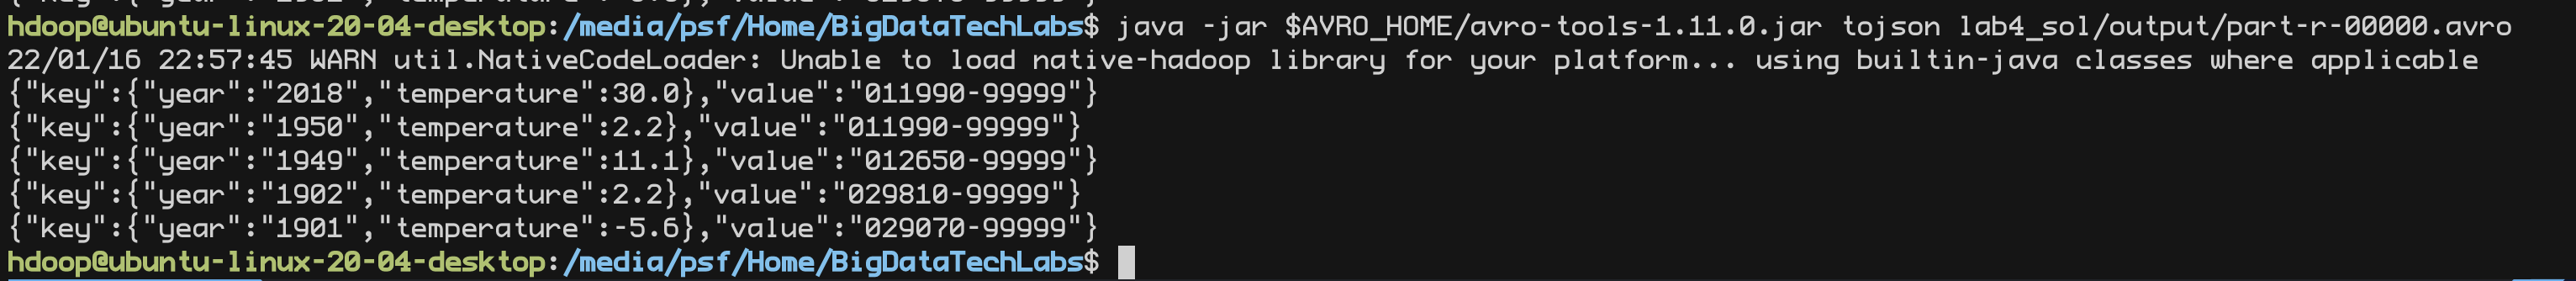 hdoop@ubuntu-linux-20-04-desktop:/media/psf/Home/BigDataTechLabs$ java -jar $AVRO_HOME/avro-tools-1.11.0.jar tojson lab4_sol/output/part-r-00000.avro
22/01/16 22:57:45 WARN util.NativeCodeLoader: Unable to load native-hadoop library for your platform... using builtin-java classes where applicable
{"key":{"year":"2018","temperature":30.0},"value":"011990-99999"}
{"key":{"year":"1950","temperature":2.2},"value":"011990-99999"}
{"key":{"year":"1949","temperature":11.1},"value":"012650-99999"}
{"key":{"year":"1902","temperature":2.2},"value":"029810-99999"}
{"key":{"year":"1901","temperature":-5.6},"value":"029070-99999"}
hdoop@ubuntu-linux-20-04-desktop:/media/psf/Home/BigDataTechLabs$